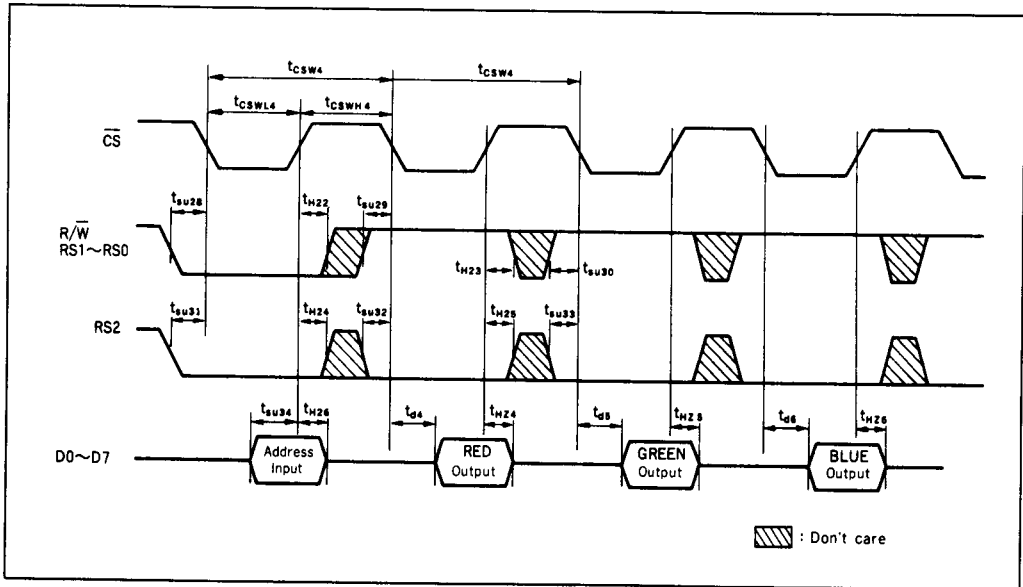 tCSW4 tCSW4
tCSWL4 tCSWH4
CS
tsu28 tH22 tsu29
R/W
RS1～RS0
tH23 tsu30
tsu31 tH24 tsu32 tH25 tsu33
RS2
tsu34 tH26 td4 tHZ4 td5 tHZ5 td6 tHZ6
D0～D7
Address
Input
RED
Output
GREEN
Output
BLUE
Output
: Don't care